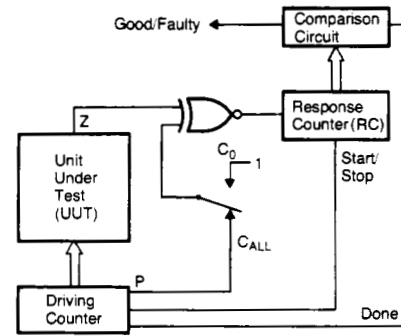 Good/Faulty
Comparison
Circuit
Z
Response
Counter (RC)
Unit
Under
Test
(UUT)
C0
1
Start/
Stop
CALL
P
Driving
Counter
Done